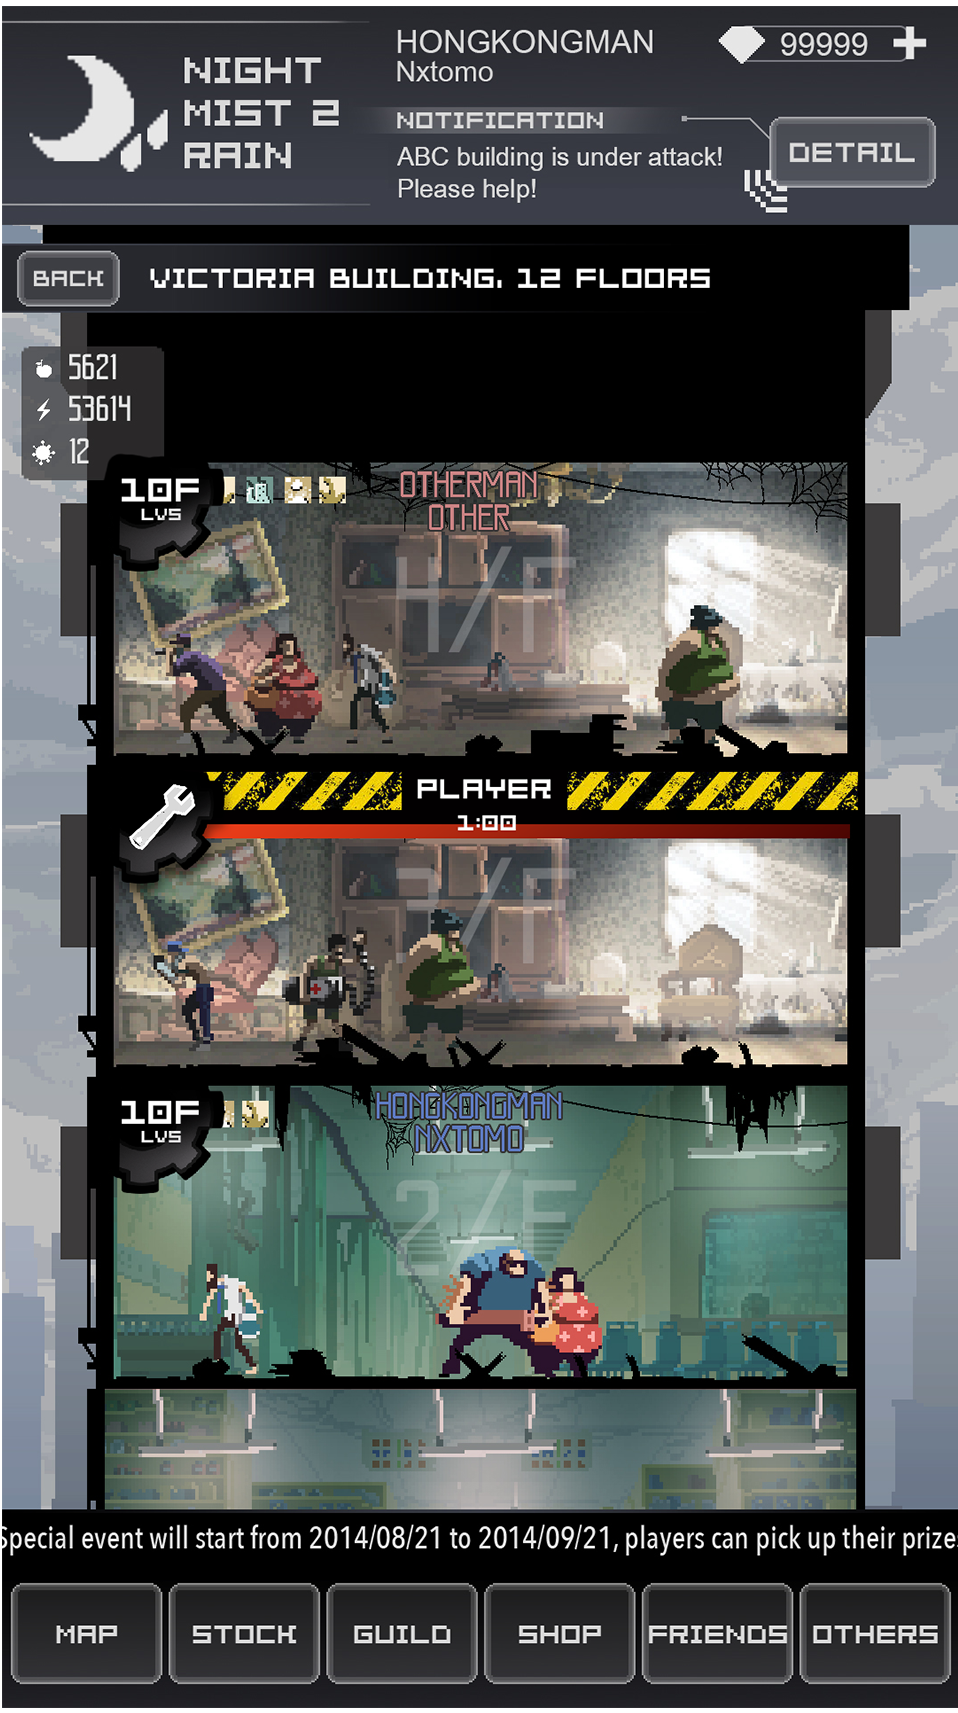 NIGHT
MIST 2
RAIN
HONGKONGMAN
Nxtomo
99999
NOTIFICATION
ABC building is under attack!
Please help!
DETAIL
BACK
VICTORIA BUILDING, 12 FLOORS
5621
53614
12
10F
LV5
OTHERMAN
OTHER
4/F
PLAYER
1:00
3/F
10F
LV5
HONGKONGMAN
NXTOMO
2/F
Special event will start from 2014/08/21 to 2014/09/21, players can pick up their prizes
MAP
STOCK
GUILD
SHOP
FRIENDS
OTHERS